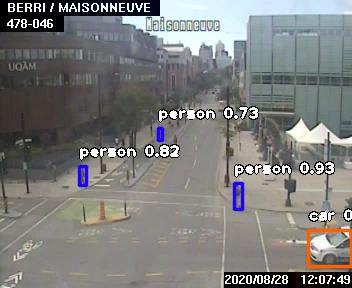 BERRI / MAISONNEUVE
478-046
Maisonneuve
UQÀM
person 0.73
person 0.82
person 0.93
car 0
2020/08/28 12:07:49